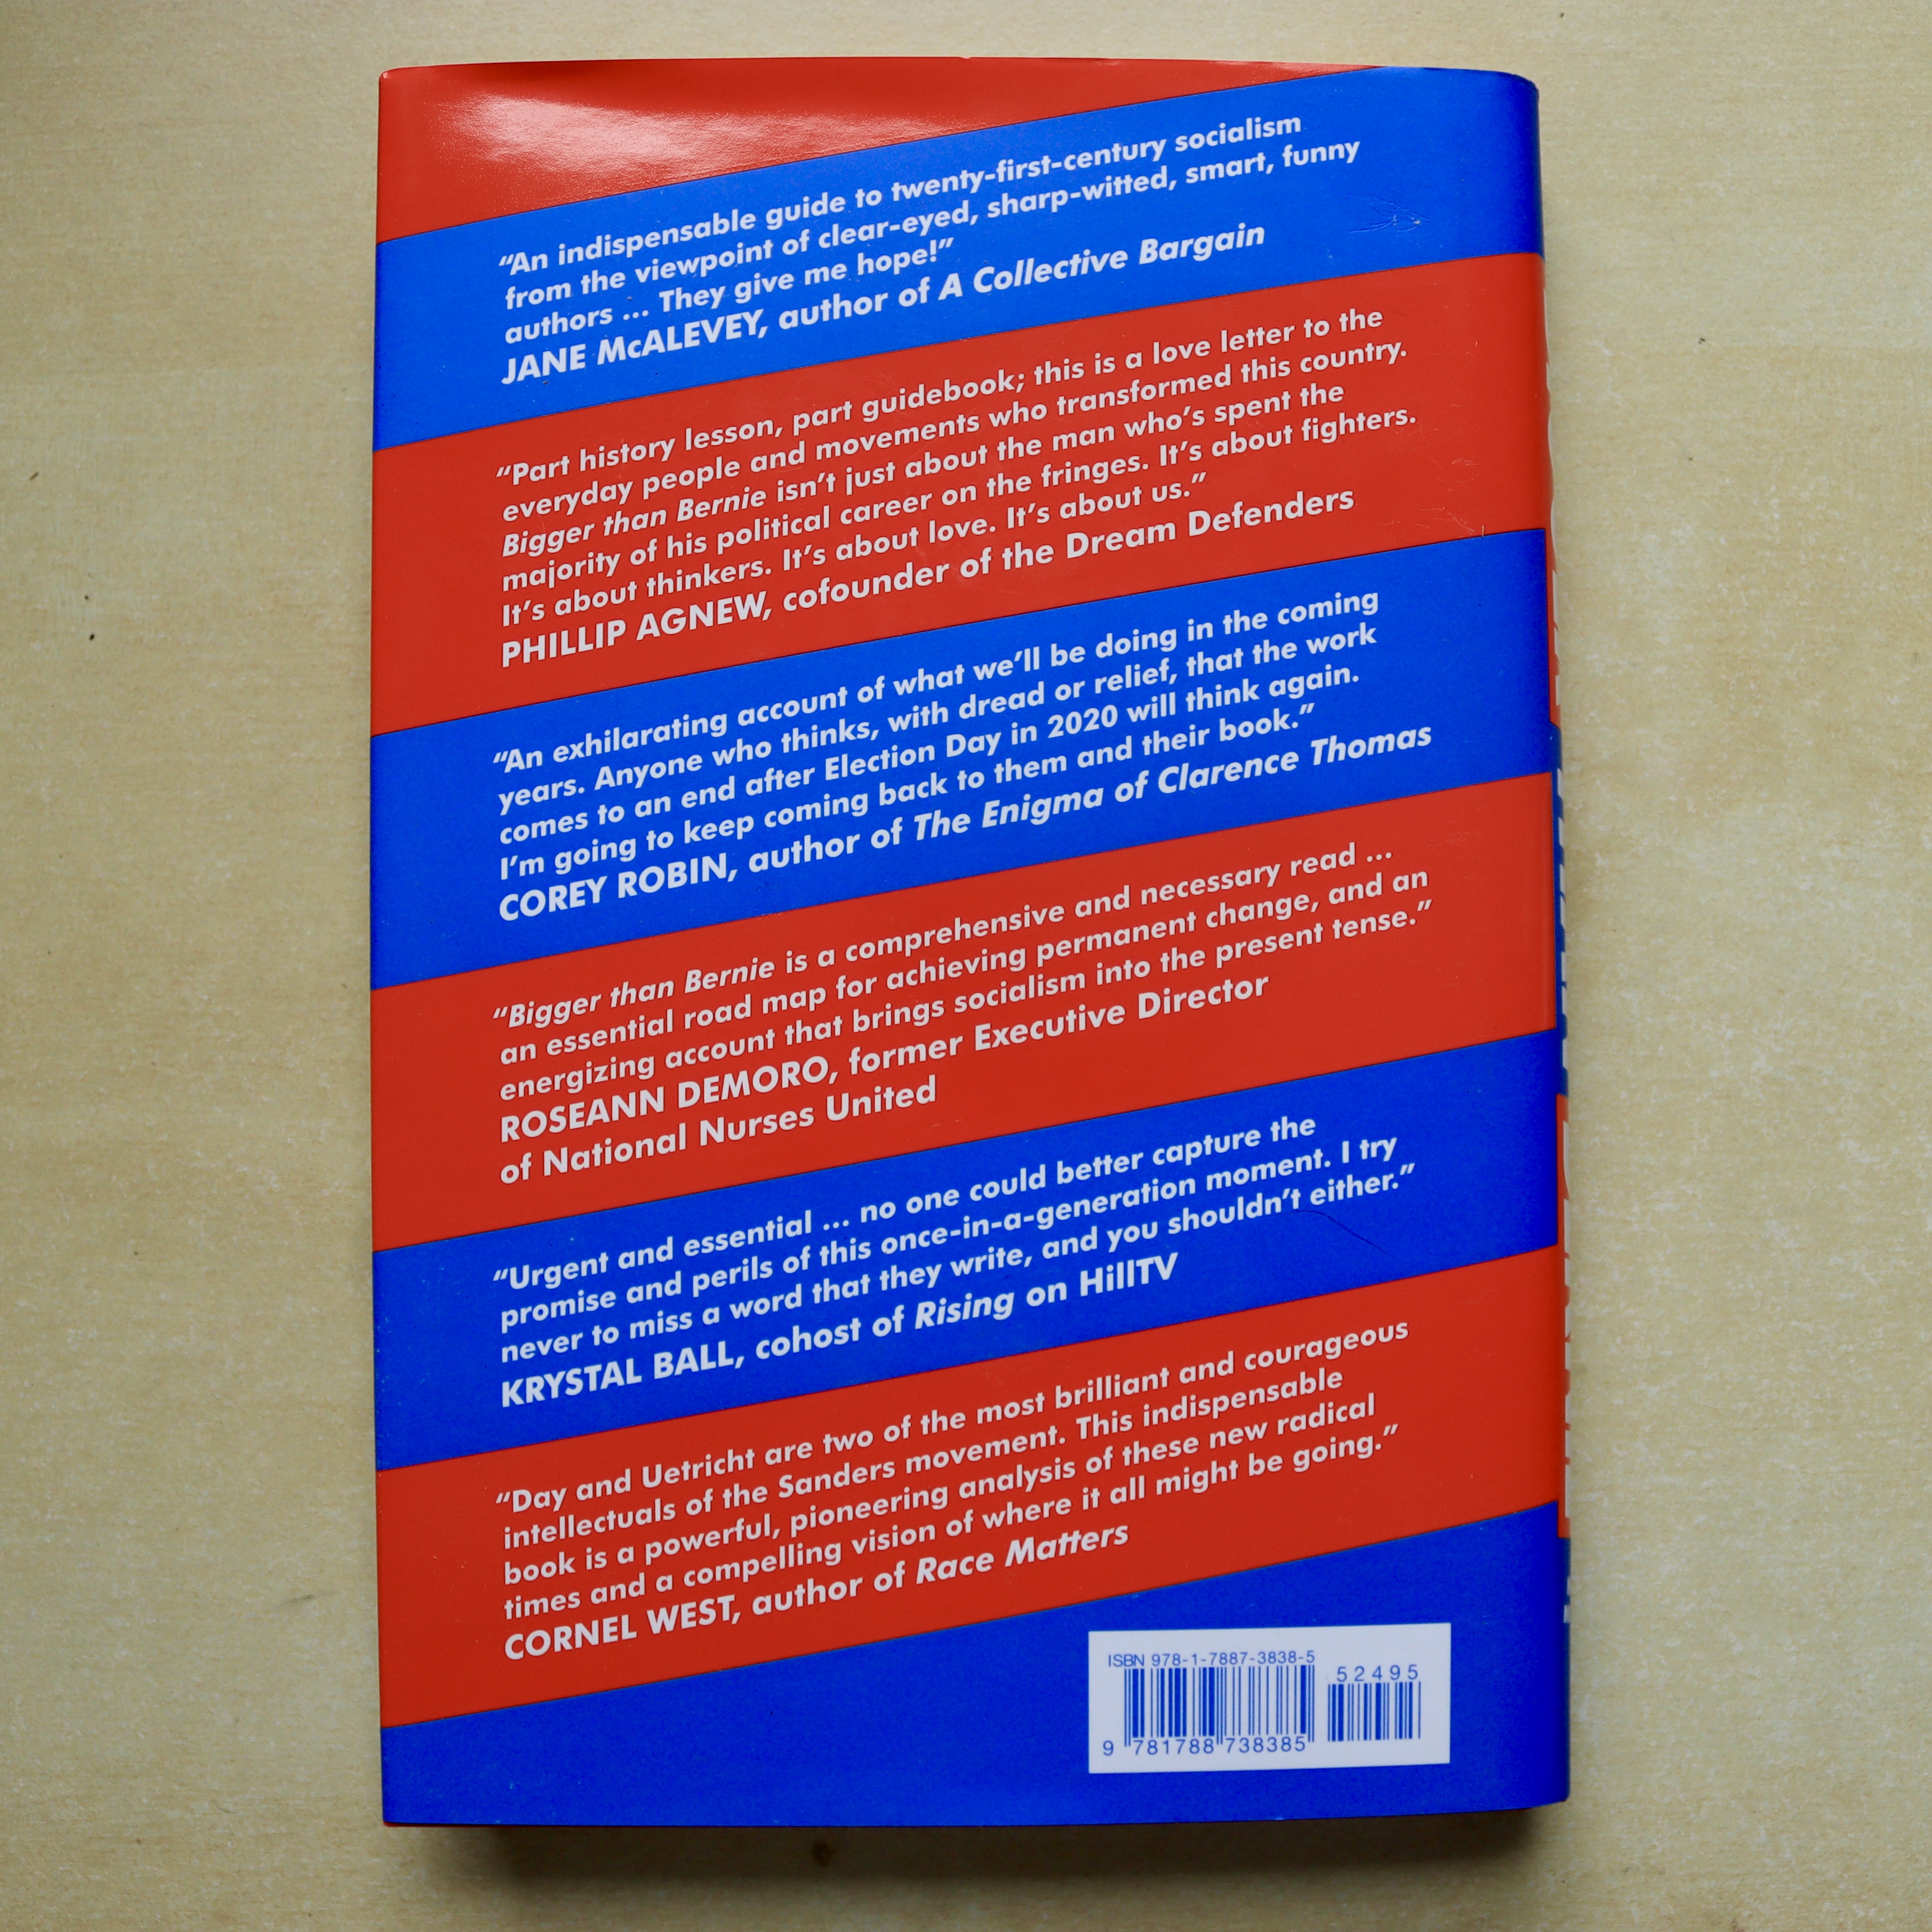 “An indispensable guide to twenty-first-century socialism
from the viewpoint of clear-eyed, sharp-witted, smart, funny
authors ... They give me hope!”
JANE McALEVEY, author of A Collective Bargain
“Part history lesson, part guidebook; this is a love letter to the
everyday people and movements who transformed this country.
Bigger than Bernie isn’t just about the man who’s spent the
majority of his political career on the fringes. It’s about fighters.
It’s about thinkers. It’s about love. It’s about us.”
PHILLIP AGNEW, cofounder of the Dream Defenders
“An exhilarating account of what we’ll be doing in the coming
years. Anyone who thinks, with dread or relief, that the work
comes to an end after Election Day in 2020 will think again.
I’m going to keep coming back to them and their book.”
COREY ROBIN, author of The Enigma of Clarence Thomas
“Bigger than Bernie is a comprehensive and necessary read ...
an essential road map for achieving permanent change, and an
energizing account that brings socialism into the present tense.”
ROSEANN DEMORO, former Executive Director
of National Nurses United
“Urgent and essential ... no one could better capture the
promise and perils of this once-in-a-generation moment. I try
never to miss a word that they write, and you shouldn’t either.”
KRYSTAL BALL, cohost of Rising on HillTV
“Day and Uetricht are two of the most brilliant and courageous
intellectuals of the Sanders movement. This indispensable
book is a powerful, pioneering analysis of these new radical
times and a compelling vision of where it all might be going.”
CORNEL WEST, author of Race Matters
ISBN 978-1-7887-3838-5
52495
9 781788 738385